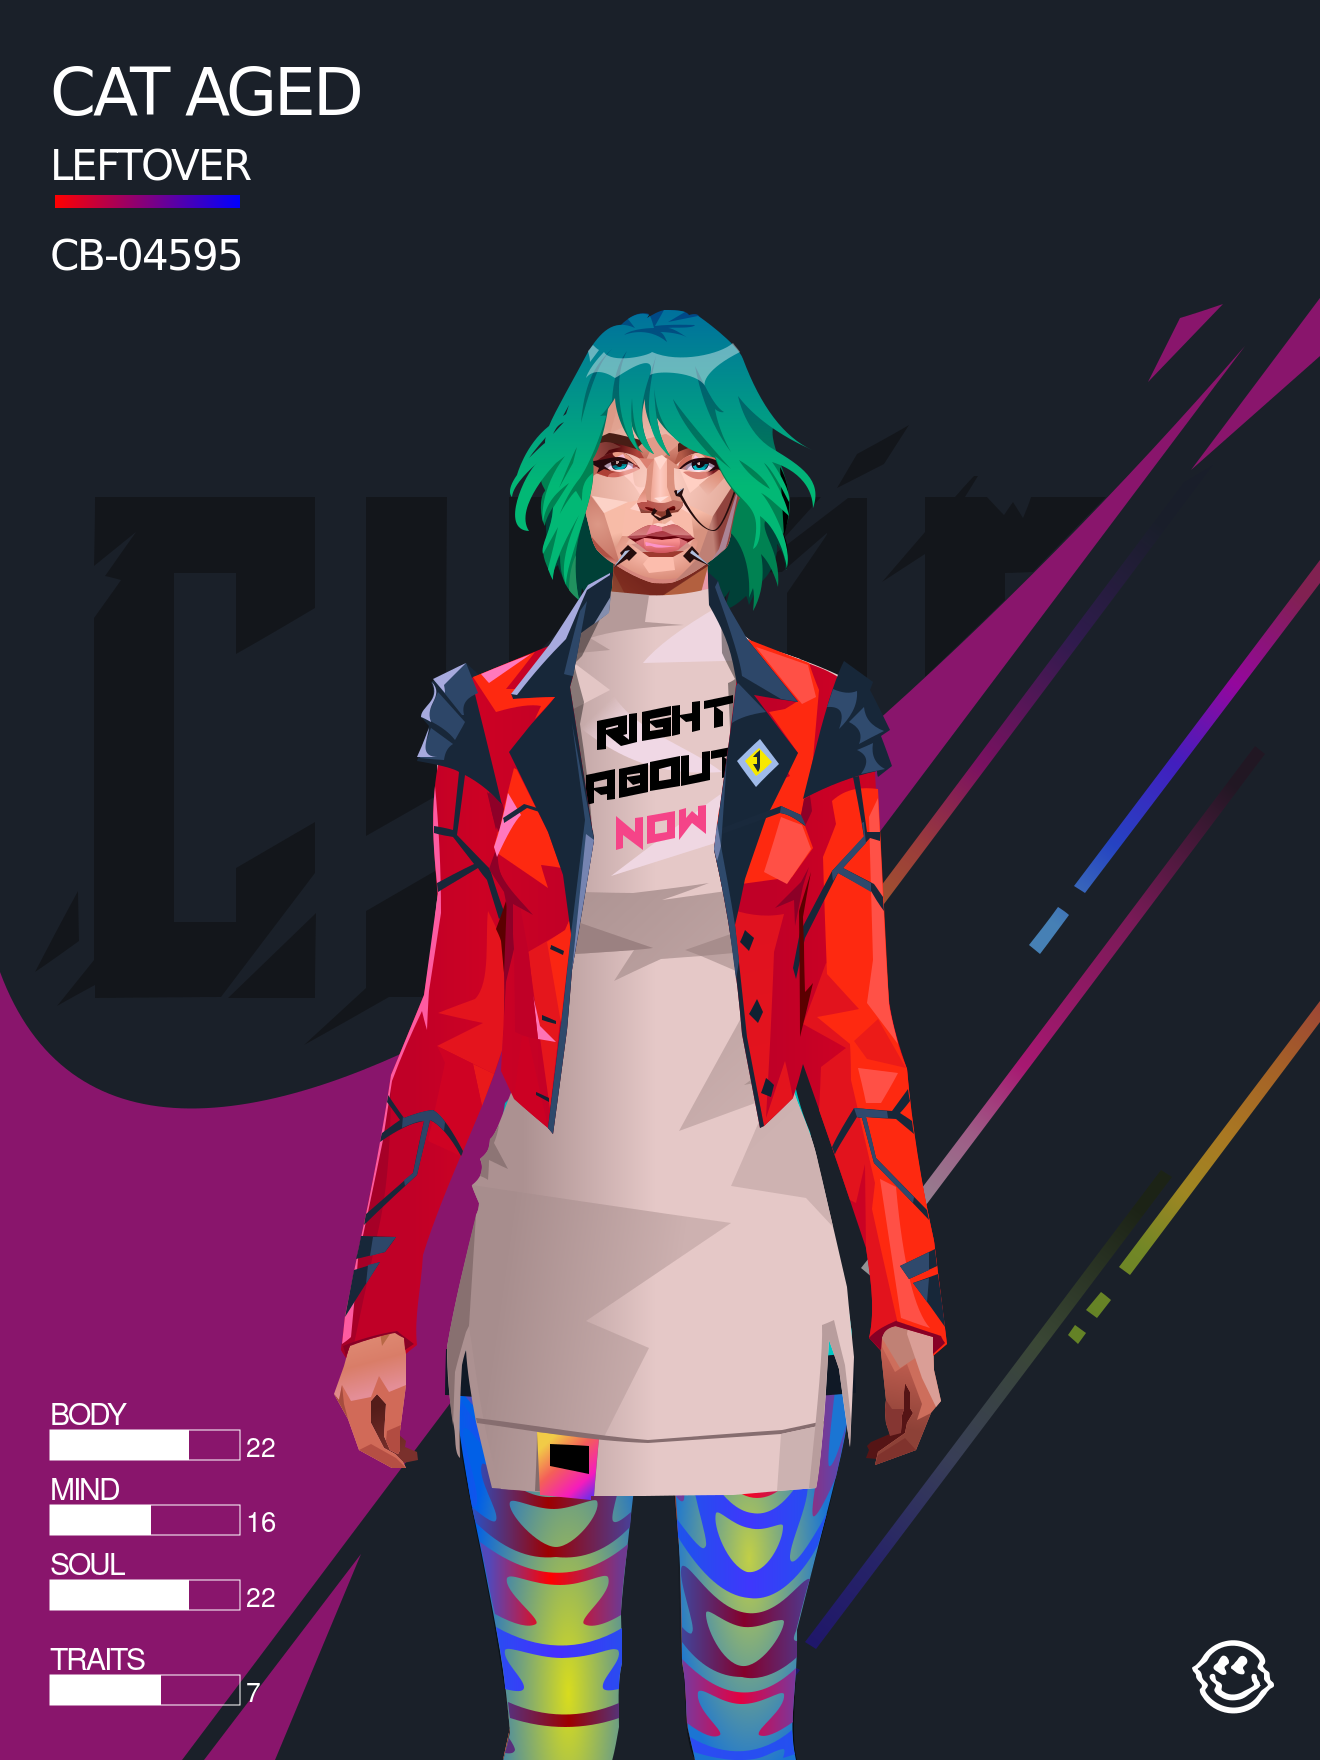 CAT AGED
LEFTOVER
CB-04595
RIGHT
ABOUT
NOW
BODY
22
MIND
16
SOUL
22
TRAITS
7